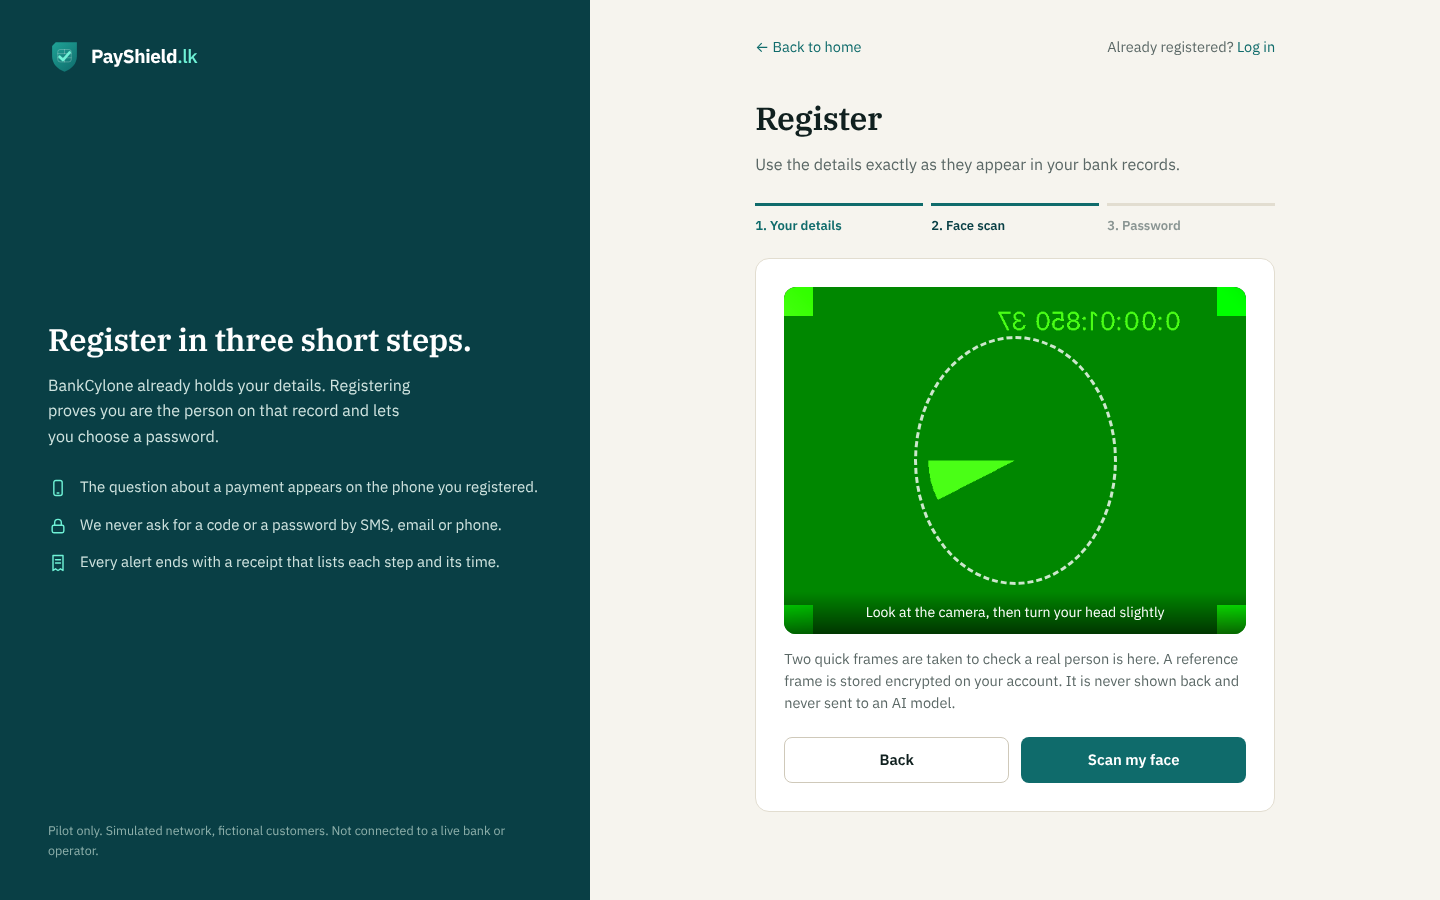 PayShield.lk
Register in three short steps.
BankCylone already holds your details. Registering
proves you are the person on that record and lets
you choose a password.
The question about a payment appears on the phone you registered.
We never ask for a code or a password by SMS, email or phone.
Every alert ends with a receipt that lists each step and its time.
Pilot only. Simulated network, fictional customers. Not connected to a live bank or
operator.
← Back to home
Already registered? Log in
Register
Use the details exactly as they appear in your bank records.
1. Your details
2. Face scan
3. Password
0:00:01:850 37
Look at the camera, then turn your head slightly
Two quick frames are taken to check a real person is here. A reference
frame is stored encrypted on your account. It is never shown back and
never sent to an AI model.
Back
Scan my face